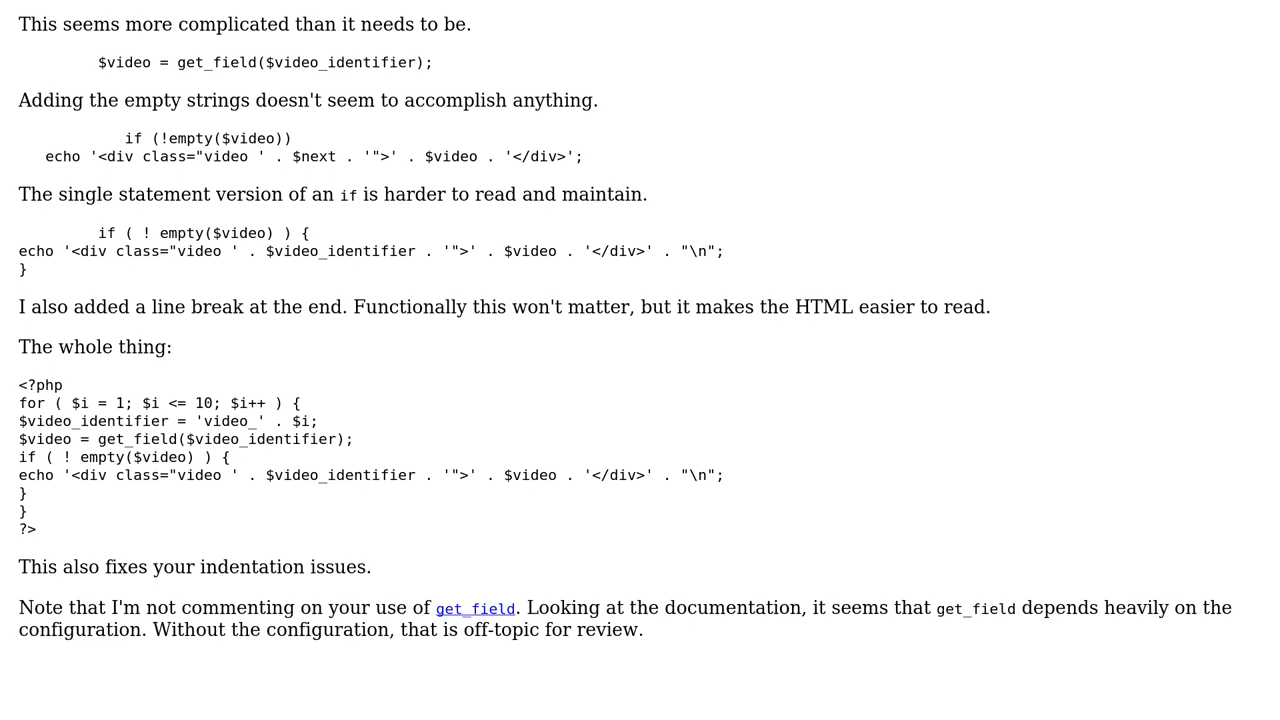 This seems more complicated than it needs to be.
$video = get_field($video_identifier);
Adding the empty strings doesn't seem to accomplish anything.
if (!empty($video))
echo '<div class="video ' . $next . '">' . $video . '</div>';
The single statement version of an if is harder to read and maintain.
if ( ! empty($video) ) {
echo '<div class="video ' . $video_identifier . '">' . $video . '</div>' . "\n";
}
I also added a line break at the end. Functionally this won't matter, but it makes the HTML easier to read.
The whole thing:
<?php
for ( $i = 1; $i <= 10; $i++ ) {
$video_identifier = 'video_' . $i;
$video = get_field($video_identifier);
if ( ! empty($video) ) {
echo '<div class="video ' . $video_identifier . '">' . $video . '</div>' . "\n";
}
}
?>
This also fixes your indentation issues.
Note that I'm not commenting on your use of get_field. Looking at the documentation, it seems that get_field depends heavily on the
configuration. Without the configuration, that is off-topic for review.